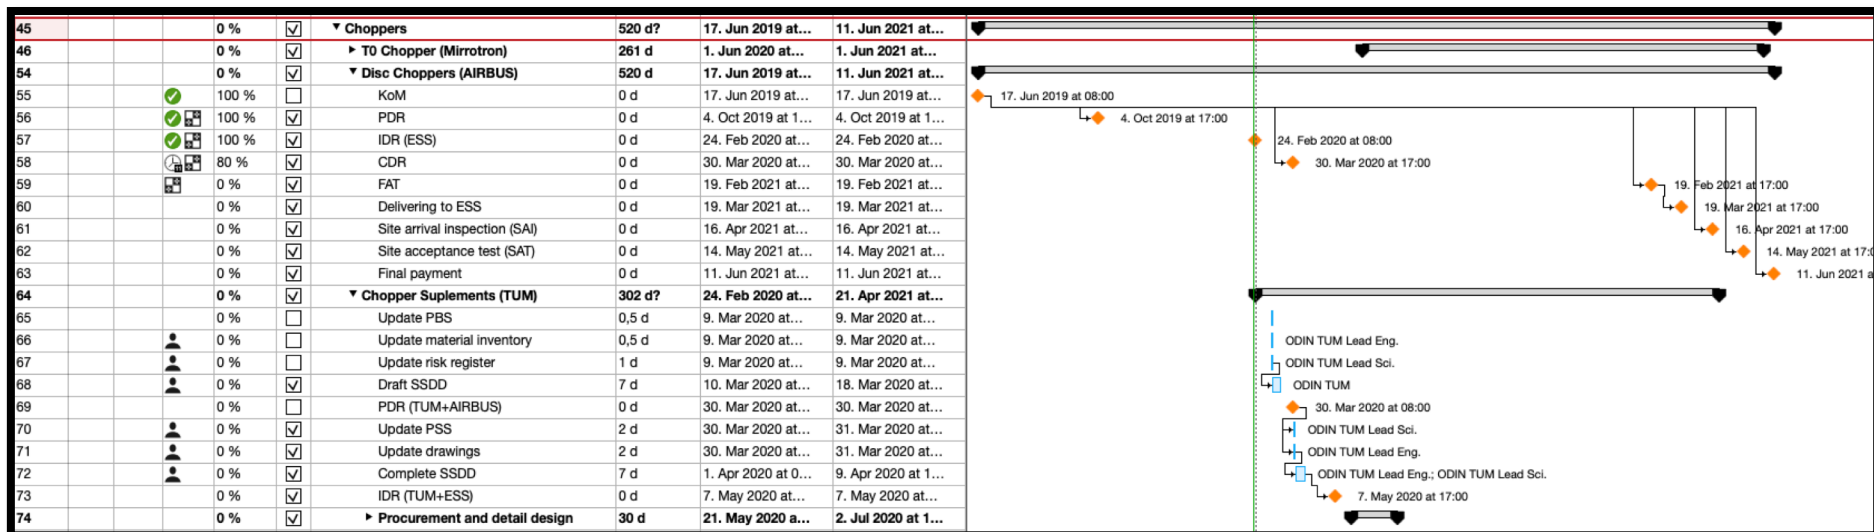 45 0 % Choppers 520 d? 17. Jun 2019 at... 11. Jun 2021 at...
46 0 % T0 Chopper (Mirrotron) 261 d 1. Jun 2020 at... 1. Jun 2021 at...
54 0 % Disc Choppers (AIRBUS) 520 d 17. Jun 2019 at... 11. Jun 2021 at...
55 100 % KoM 0 d 17. Jun 2019 at... 17. Jun 2019 at... 17. Jun 2019 at 08:00
56 100 % PDR 0 d 4. Oct 2019 at 1... 4. Oct 2019 at 1... 4. Oct 2019 at 17:00
57 100 % IDR (ESS) 0 d 24. Feb 2020 at... 24. Feb 2020 at... 24. Feb 2020 at 08:00
58 80 % CDR 0 d 30. Mar 2020 at... 30. Mar 2020 at... 30. Mar 2020 at 17:00
59 0 % FAT 0 d 19. Feb 2021 at... 19. Feb 2021 at... 19. Feb 2021 at 17:00
60 0 % Delivering to ESS 0 d 19. Mar 2021 at... 19. Mar 2021 at... 19. Mar 2021 at 17:00
61 0 % Site arrival inspection (SAI) 0 d 16. Apr 2021 at... 16. Apr 2021 at... 16. Apr 2021 at 17:00
62 0 % Site acceptance test (SAT) 0 d 14. May 2021 at... 14. May 2021 at... 14. May 2021 at 17:0
63 0 % Final payment 0 d 11. Jun 2021 at... 11. Jun 2021 at... 11. Jun 2021 a
64 0 % Chopper Suplements (TUM) 302 d? 24. Feb 2020 at... 21. Apr 2021 at...
65 0 % Update PBS 0,5 d 9. Mar 2020 at... 9. Mar 2020 at...
66 0 % Update material inventory 0,5 d 9. Mar 2020 at... 9. Mar 2020 at... ODIN TUM Lead Eng.
67 0 % Update risk register 1 d 9. Mar 2020 at... 9. Mar 2020 at... ODIN TUM Lead Sci.
68 0 % Draft SSDD 7 d 10. Mar 2020 at... 18. Mar 2020 at... ODIN TUM
69 0 % PDR (TUM+AIRBUS) 0 d 30. Mar 2020 at... 30. Mar 2020 at... 30. Mar 2020 at 08:00
70 0 % Update PSS 2 d 30. Mar 2020 at... 31. Mar 2020 at... ODIN TUM Lead Sci.
71 0 % Update drawings 2 d 30. Mar 2020 at... 31. Mar 2020 at... ODIN TUM Lead Eng.
72 0 % Complete SSDD 7 d 1. Apr 2020 at 0... 9. Apr 2020 at 1... ODIN TUM Lead Eng.; ODIN TUM Lead Sci.
73 0 % IDR (TUM+ESS) 0 d 7. May 2020 at... 7. May 2020 at... 7. May 2020 at 17:00
74 0 % Procurement and detail design 30 d 21. May 2020 a... 2. Jul 2020 at 1...